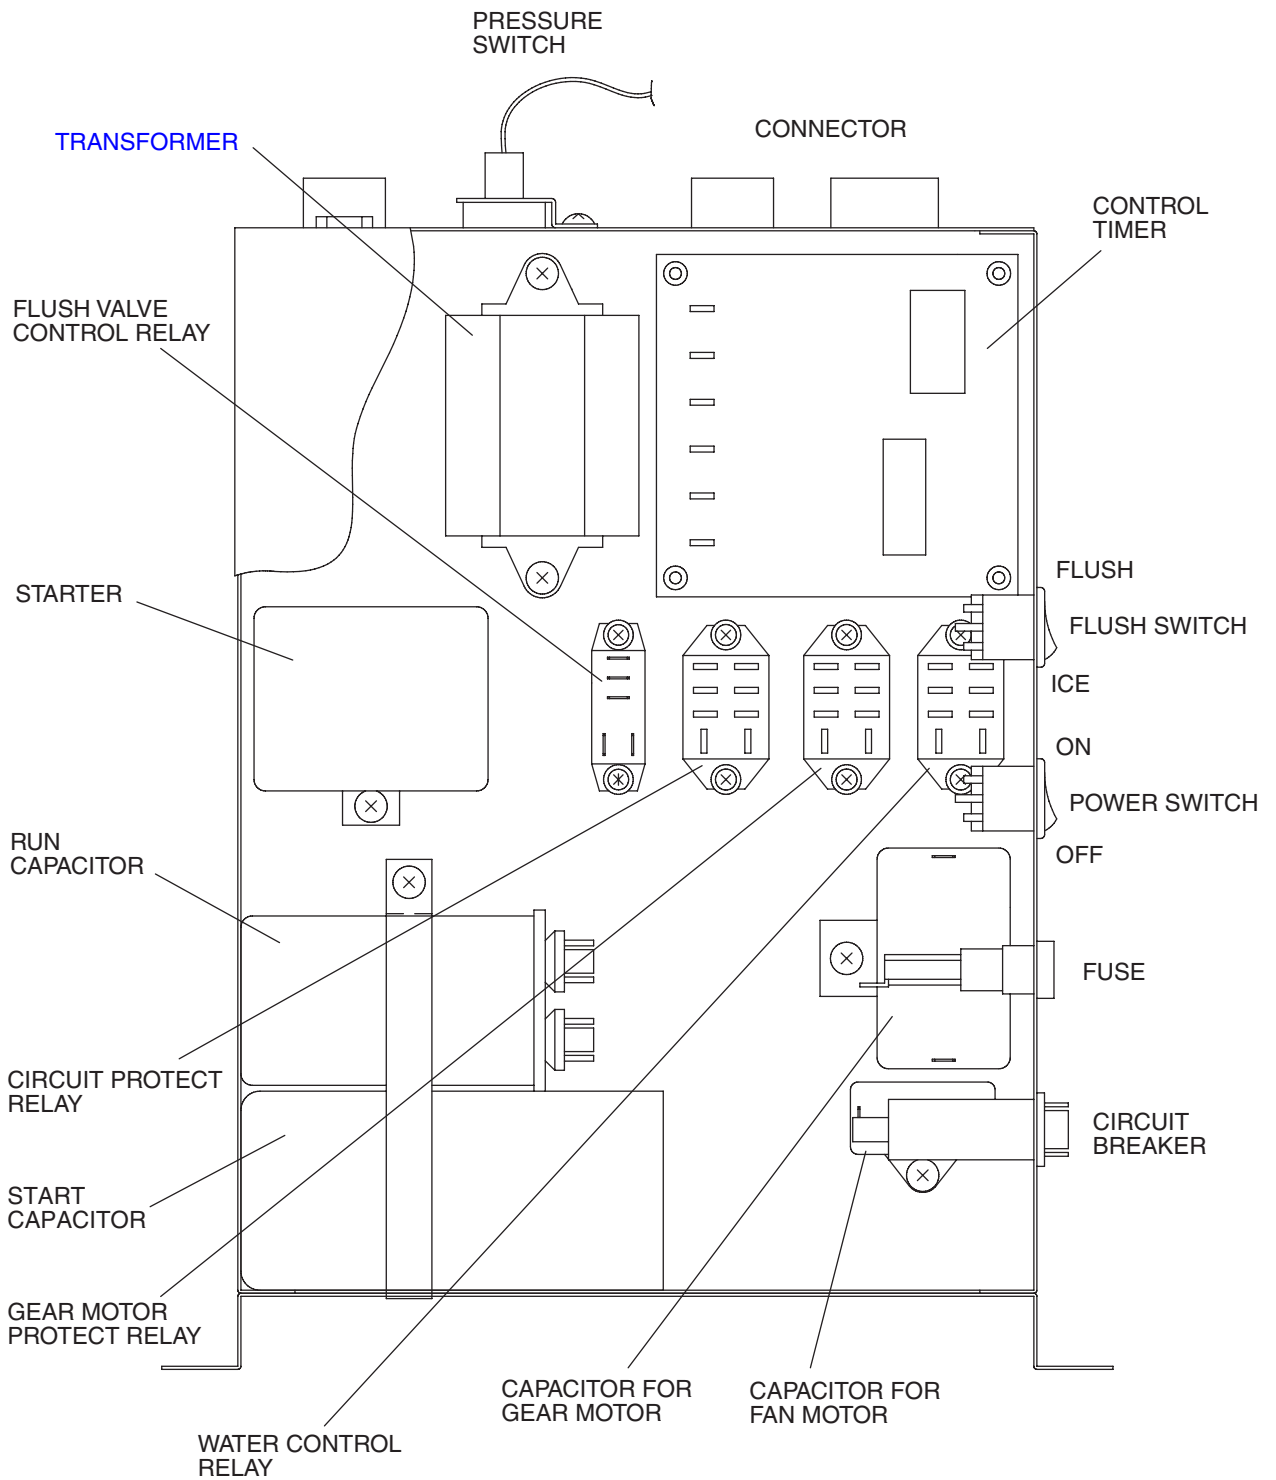 PRESSURE
SWITCH
TRANSFORMER
CONNECTOR
CONTROL
TIMER
FLUSH VALVE
CONTROL RELAY
FLUSH
STARTER
FLUSH SWITCH
ICE
ON
POWER SWITCH
RUN
CAPACITOR
OFF
FUSE
CIRCUIT PROTECT
RELAY
CIRCUIT
BREAKER
START
CAPACITOR
GEAR MOTOR
PROTECT RELAY
CAPACITOR FOR
GEAR MOTOR
CAPACITOR FOR
FAN MOTOR
WATER CONTROL
RELAY